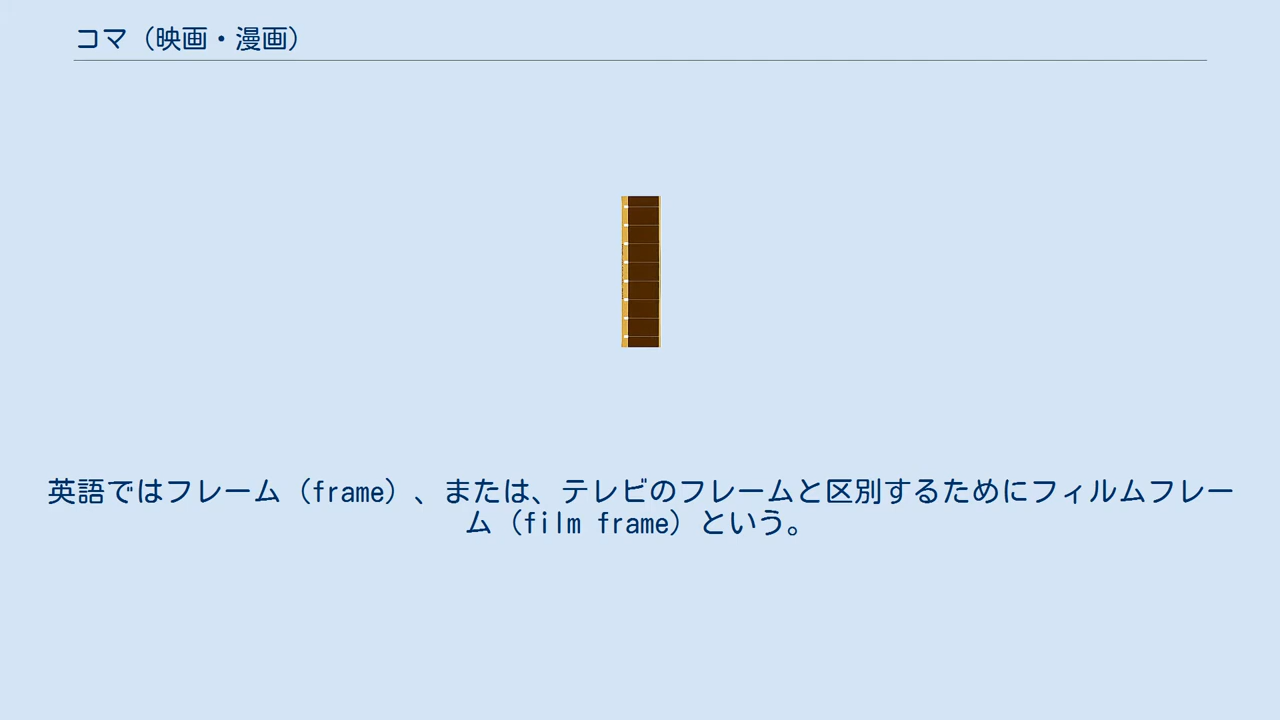 コマ（映画・漫画）
英語ではフレーム（frame）、または、テレビのフレームと区別するためにフィルムフレー
ム（film frame）という。